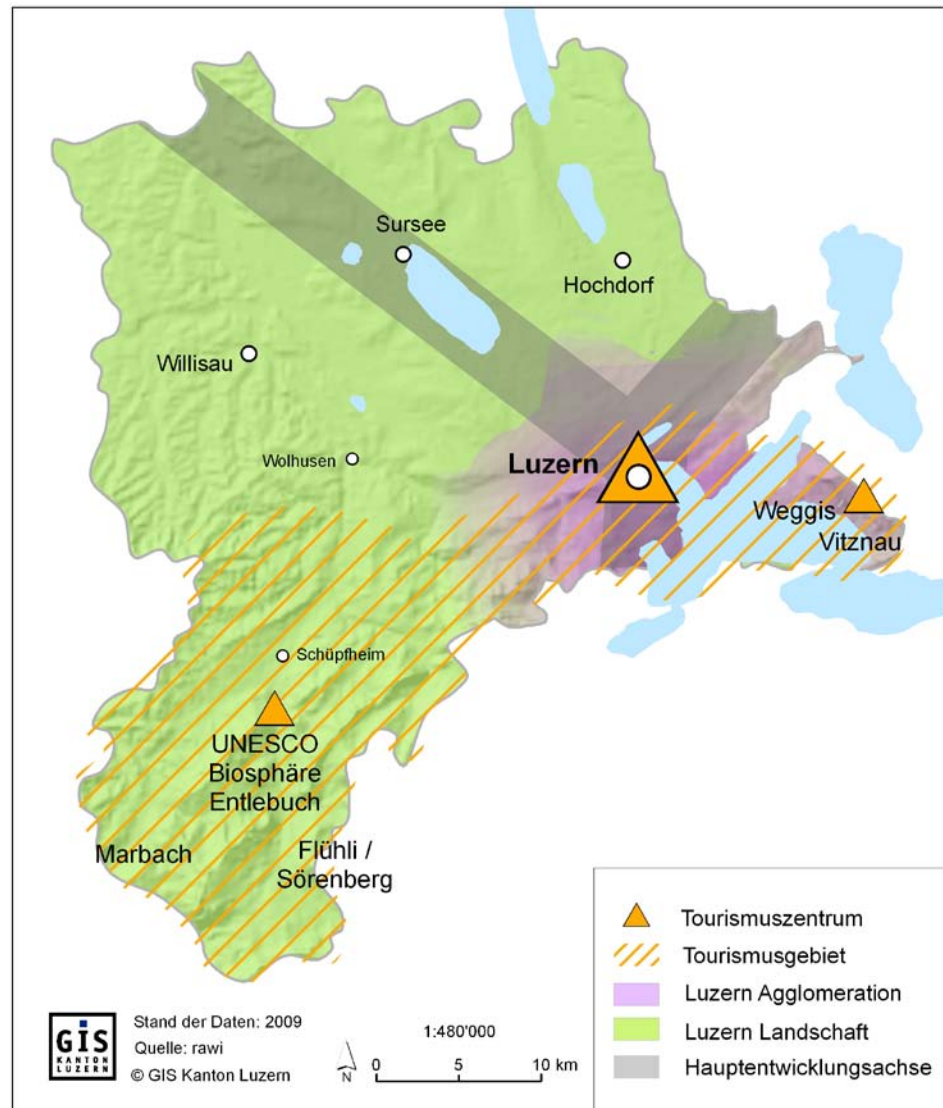 Sursee
Hochdorf
Willisau
Wolhusen
Luzern
Weggis
Vitznau
Schüpfheim
UNESCO
Biosphäre
Entlebuch
Marbach
Flühli /
Sörenberg
Tourismuszentrum
Tourismusgebiet
Luzern Agglomeration
Luzern Landschaft
Hauptentwicklungsachse
GIS
KANTON
LUZERN
Stand der Daten: 2009
Quelle: rawi
© GIS Kanton Luzern
1:480'000
N
0 5 10 km